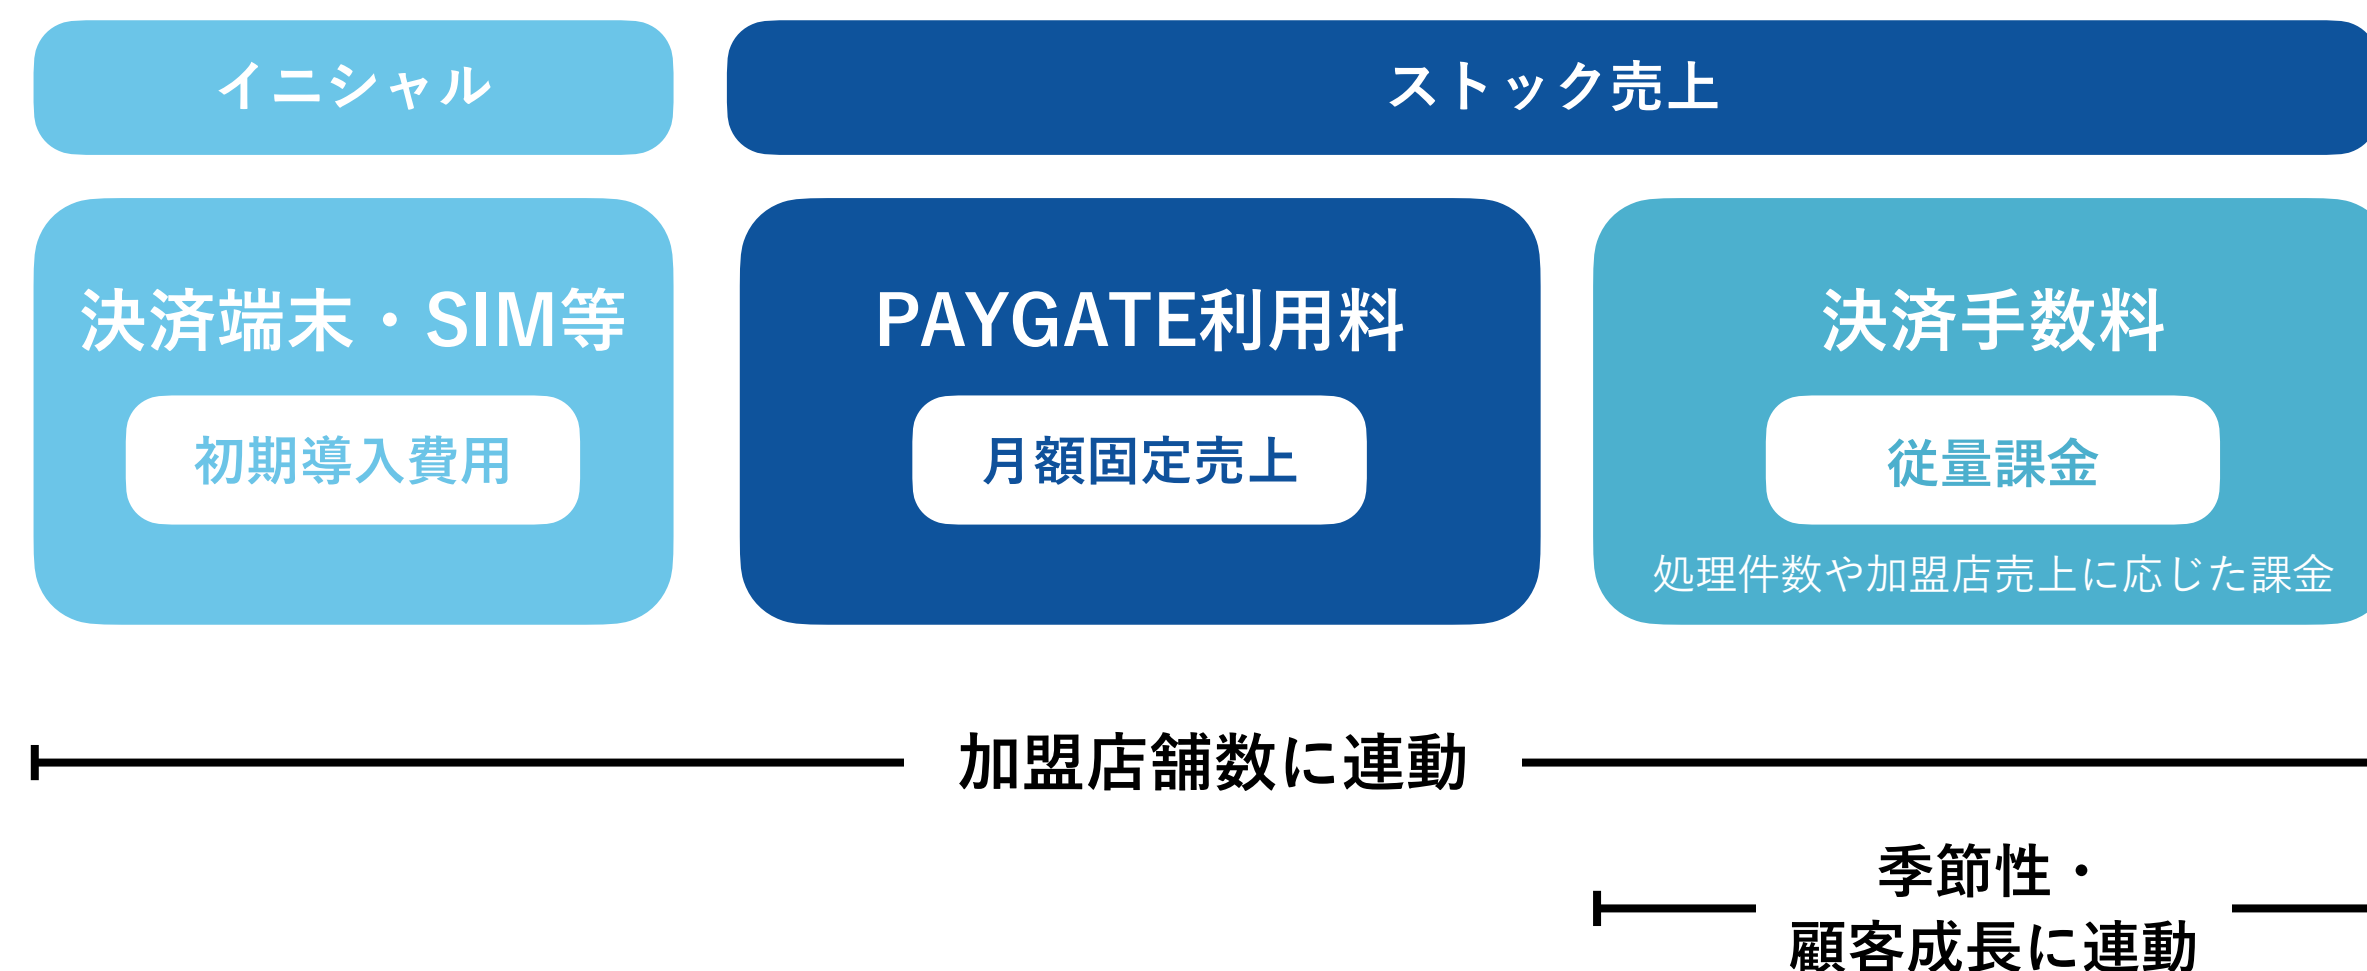 イニシャル
ストック売上
決済端末・SIM等
初期導入費用
PAYGATE利用料
月額固定売上
決済手数料
従量課金
処理件数や加盟店売上に応じた課金
加盟店舗数に連動
季節性・
顧客成長に連動